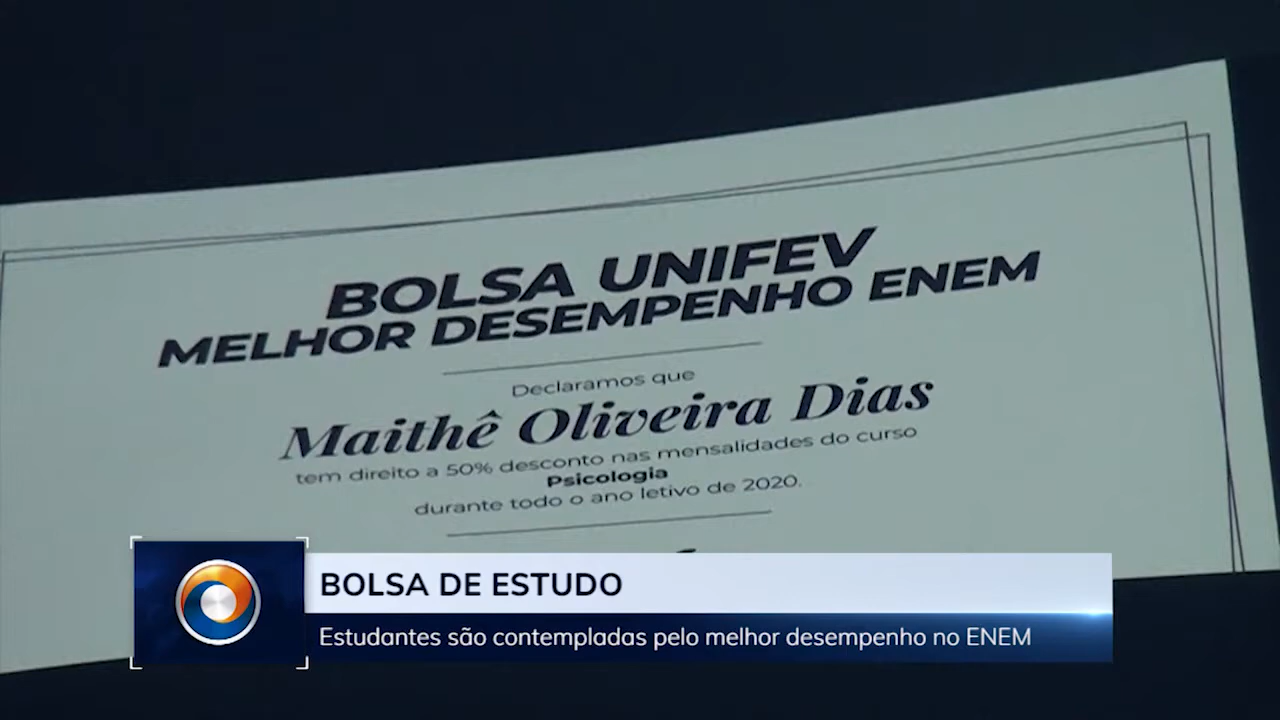 BOLSA UNIFEV
MELHOR DESEMPENHO ENEM
Declaramos que
Maithê Oliveira Dias
tem direito a 50% desconto nas mensalidades do curso
Psicologia
durante todo o ano letivo de 2020.
BOLSA DE ESTUDO
Estudantes são contempladas pelo melhor desempenho no ENEM